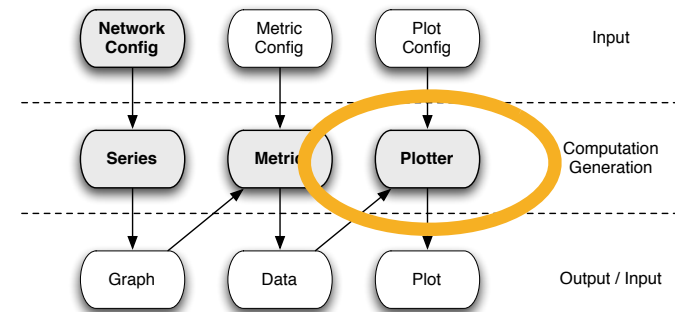 Network
Config
Metric
Config
Plot
Config
Input
Series
Metric
Plotter
Computation
Generation
Graph
Data
Plot
Output / Input